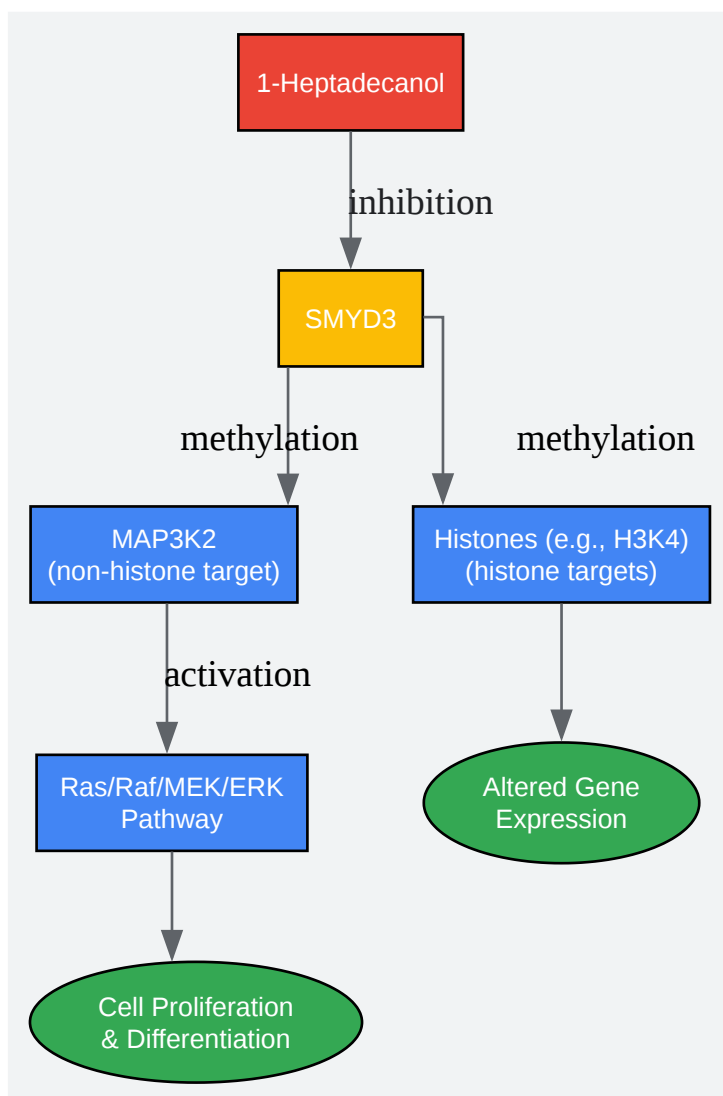 1-Heptadecanol
inhibition
SMYD3
methylation
methylation
MAP3K2
(non-histone target)
Histones (e.g., H3K4)
(histone targets)
activation
Ras/Raf/MEK/ERK
Pathway
Altered Gene
Expression
Cell Proliferation
& Differentiation